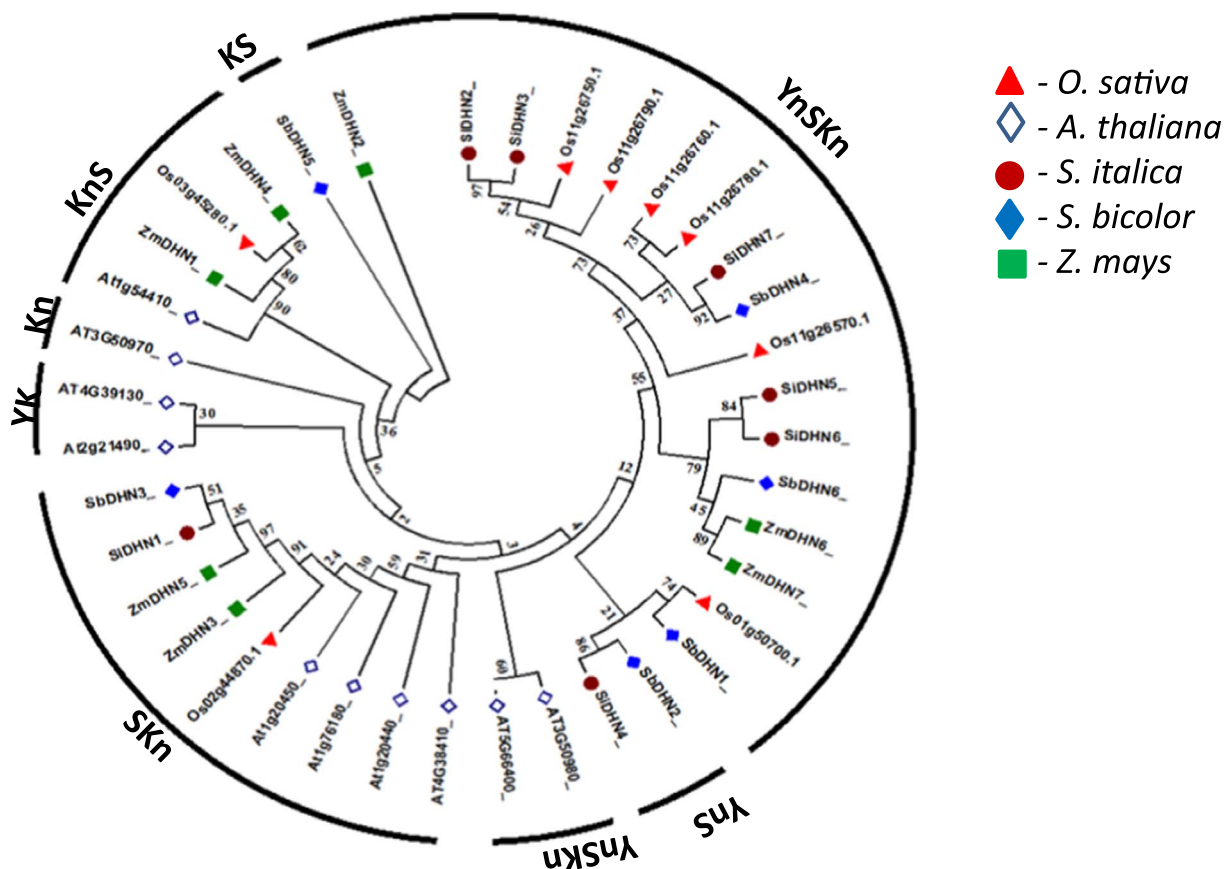 KS
YnSKn
KnS
Kn
YK
SKn
YnSKn
YnS
SiDHN2_
SiDHN3_
Os11g26750.1
Os11g26790.1
Os11g26760.1
Os11g26780.1
SiDHN7_
SbDHN4_
Os11g26570.1
SiDHN5_
SiDHN6_
SbDHN6_
ZmDHN6_
ZmDHN7_
Os01g50700.1
SbDHN1_
SbDHN2_
SiDHN4_
AT3G50980_
AT5G66400_
AT4G38410_
At1g20440_
At1g76180_
At1g20450_
Os02g44870.1
ZmDHN3_
ZmDHN5_
SiDHN1_
SbDHN3_
At2g21490_
AT4G39130_
AT3G50970_
At1g54410_
ZmDHN1_
Os03g45280.1
ZmDHN4_
SbDHN5_
ZmDHN2_
97
54
26
73
73
27
92
37
55
84
79
45
89
12
74
21
86
4
3
60
31
59
30
24
91
97
35
51
2
5
30
36
90
80
62
- O. sativa
- A. thaliana
- S. italica
- S. bicolor
- Z. mays